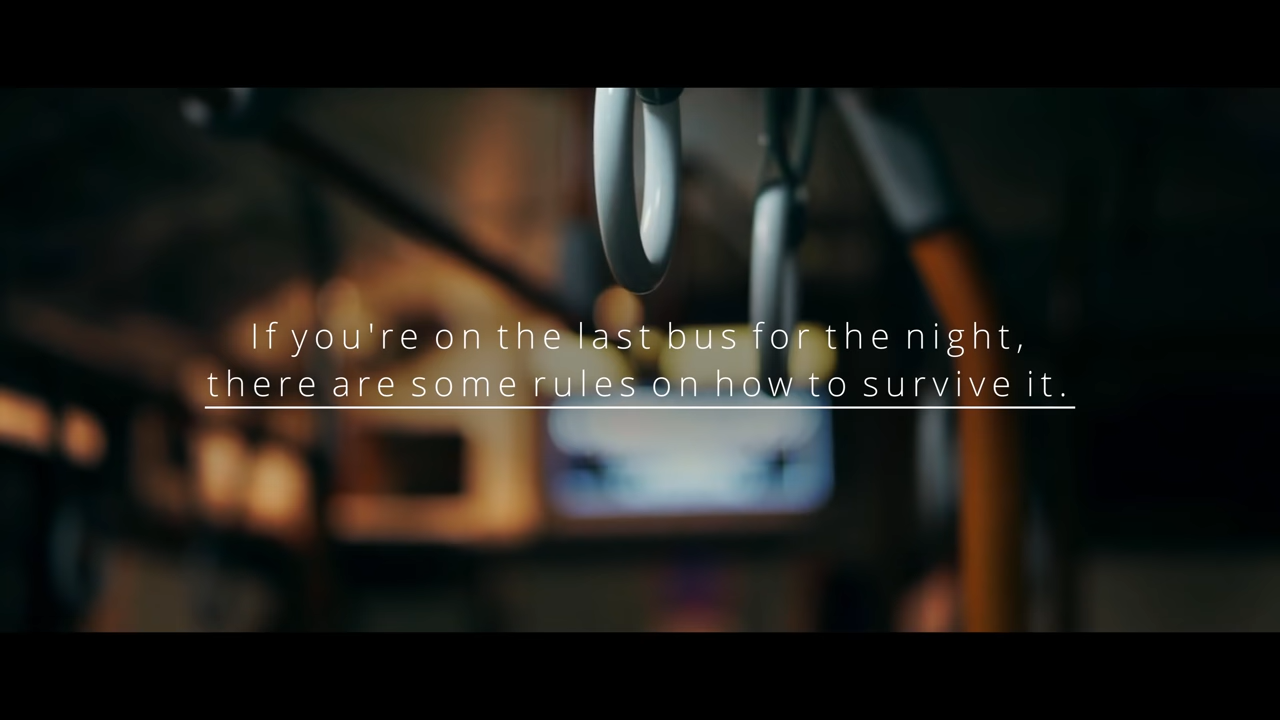 If you're on the last bus for the night,
there are some rules on how to survive it.